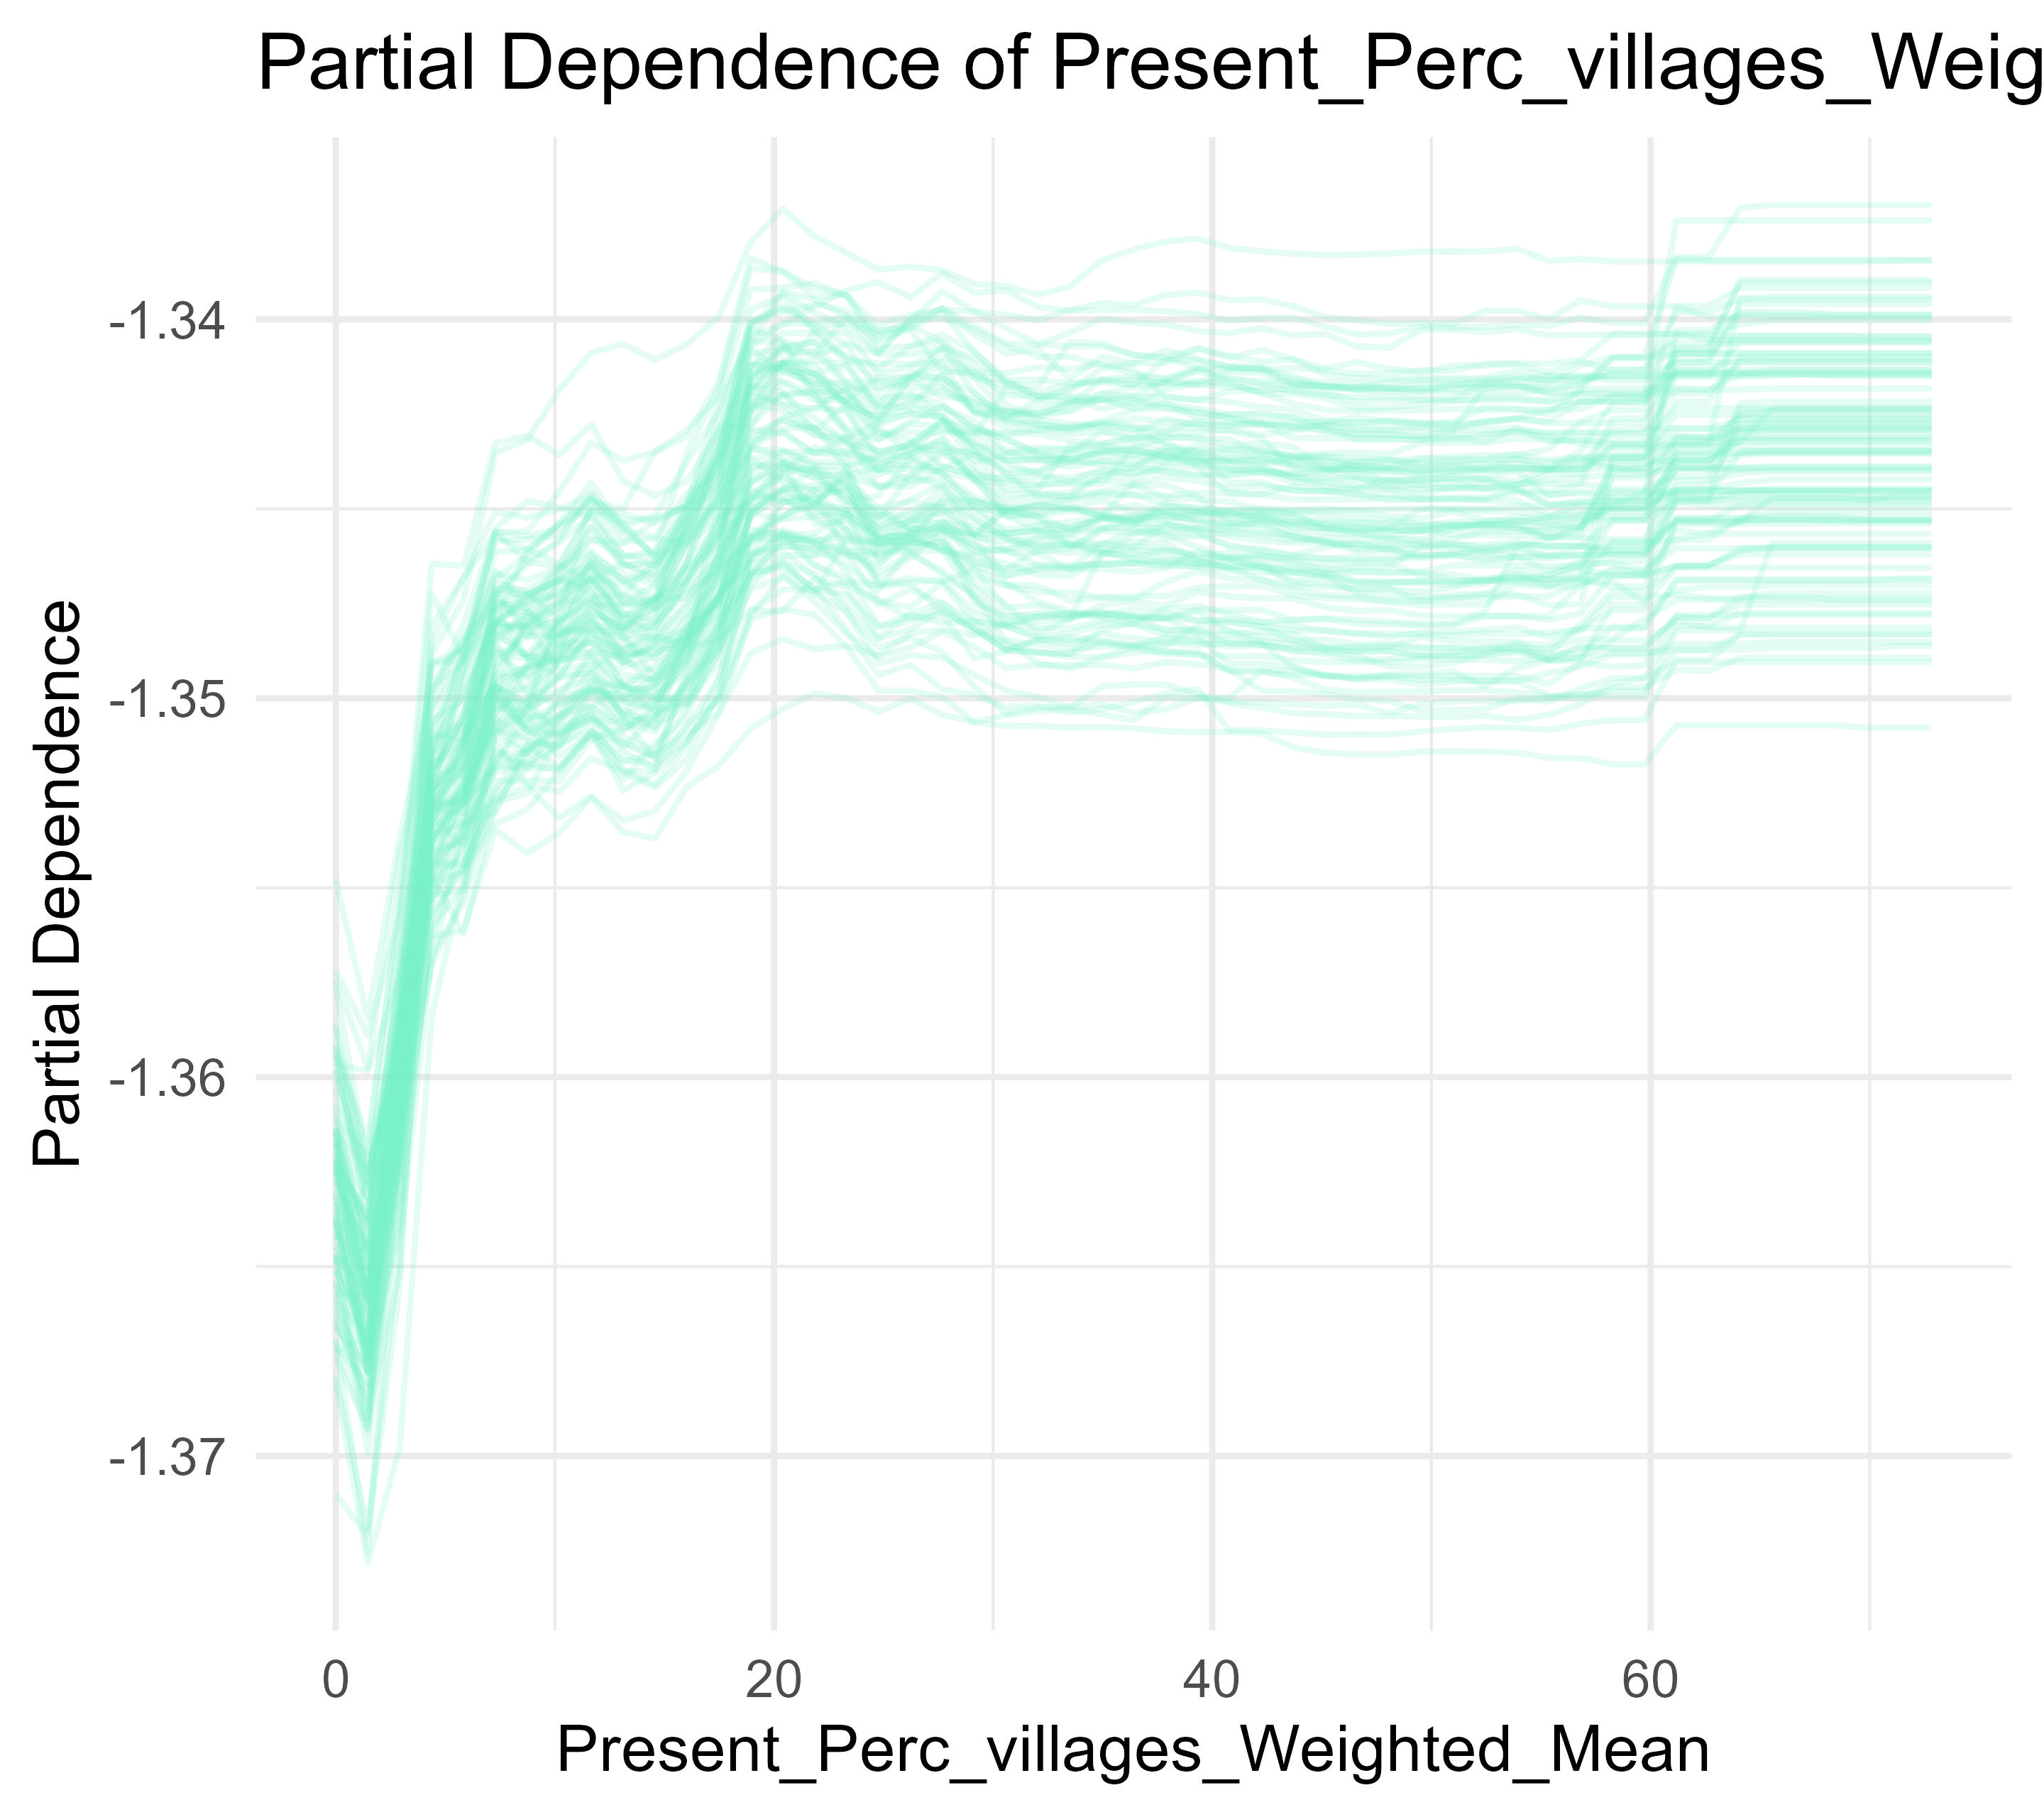 Partial Dependence of Present_Perc_villages_Weig
Partial Dependence
-1.34
-1.35
-1.36
-1.37
0 20 40 60
Present_Perc_villages_Weighted_Mean